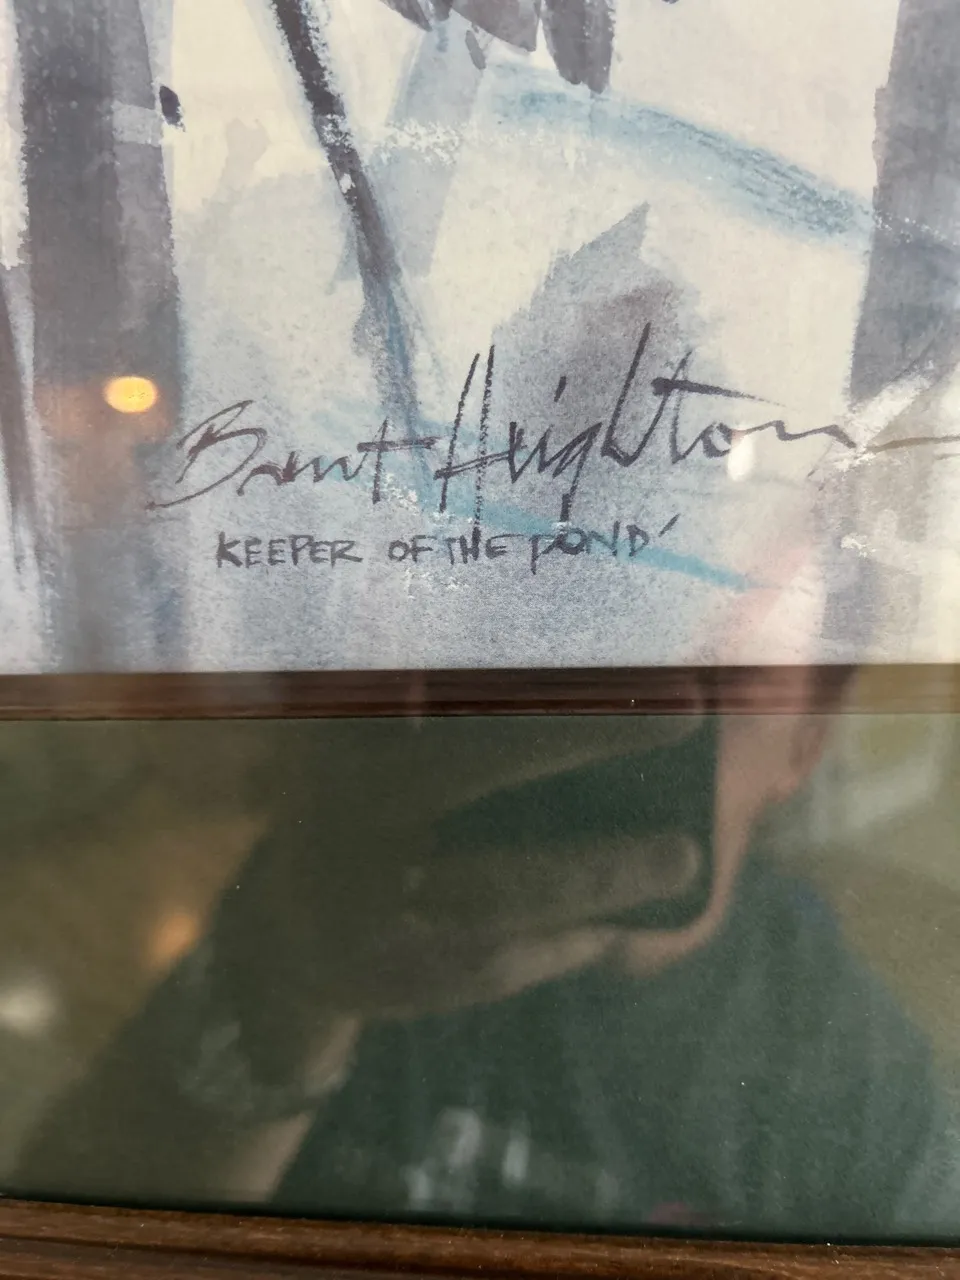 Brent Heighton
KEEPER OF THE POND'